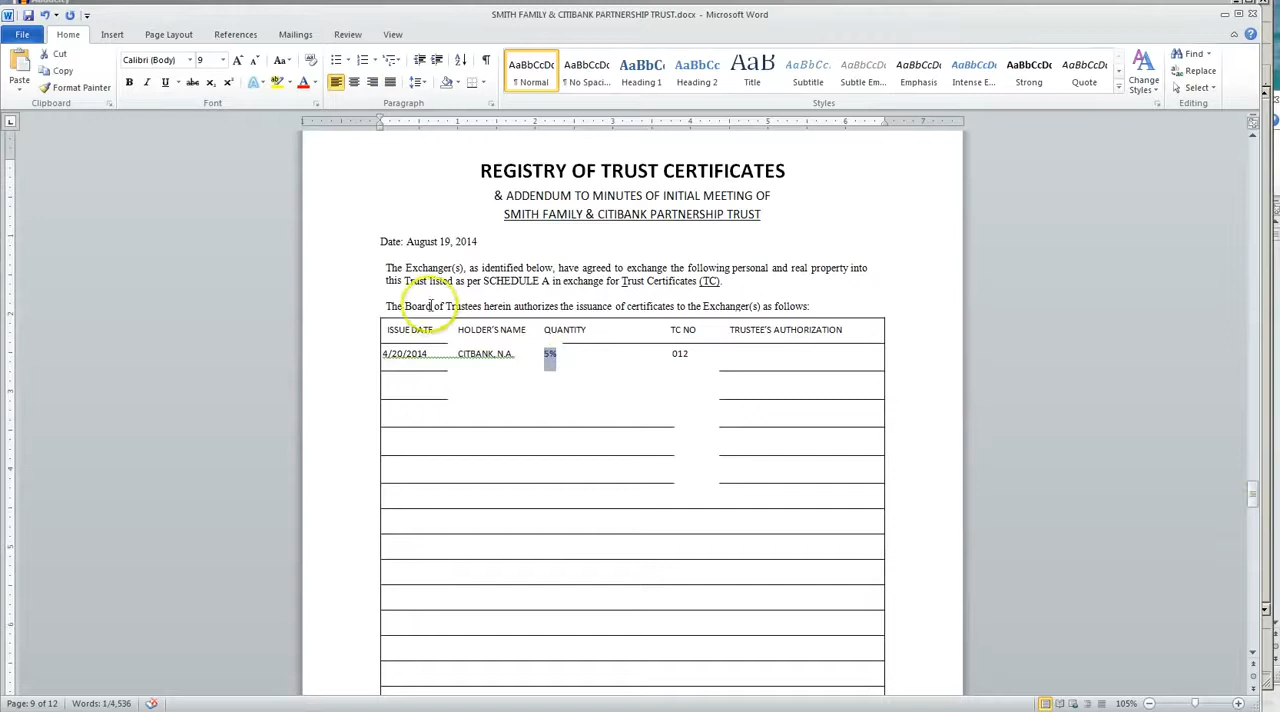 SMITH FAMILY & CITIBANK PARTNERSHIP TRUST.docx - Microsoft Word
File Home Insert Page Layout References Mailings Review View
Cut
Copy
Format Painter
Paste
Clipboard
Calibri (Body) 9
Font
Paragraph
AaBbCcDc AaBbCcDc AaBbC AaBbCc AaB AaBbCc. AaBbCcDc AaBbCcDc AaBbCcDc AaBbCcDc AaBbCcDc
¶ Normal ¶ No Spaci... Heading 1 Heading 2 Title Subtitle Subtle Em... Emphasis Intense E... Strong Quote
Styles
Change Styles
Find
Replace
Select
Editing
REGISTRY OF TRUST CERTIFICATES
& ADDENDUM TO MINUTES OF INITIAL MEETING OF
SMITH FAMILY & CITIBANK PARTNERSHIP TRUST
Date: August 19, 2014
The Exchanger(s), as identified below, have agreed to exchange the following personal and real property into
this Trust listed as per SCHEDULE A in exchange for Trust Certificates (TC).
The Board of Trustees herein authorizes the issuance of certificates to the Exchanger(s) as follows:
ISSUE DATE HOLDER'S NAME QUANTITY TC NO TRUSTEE'S AUTHORIZATION
4/20/2014 CITBANK, N.A. 5% 012
Page: 9 of 12 Words: 1/4,536 105%